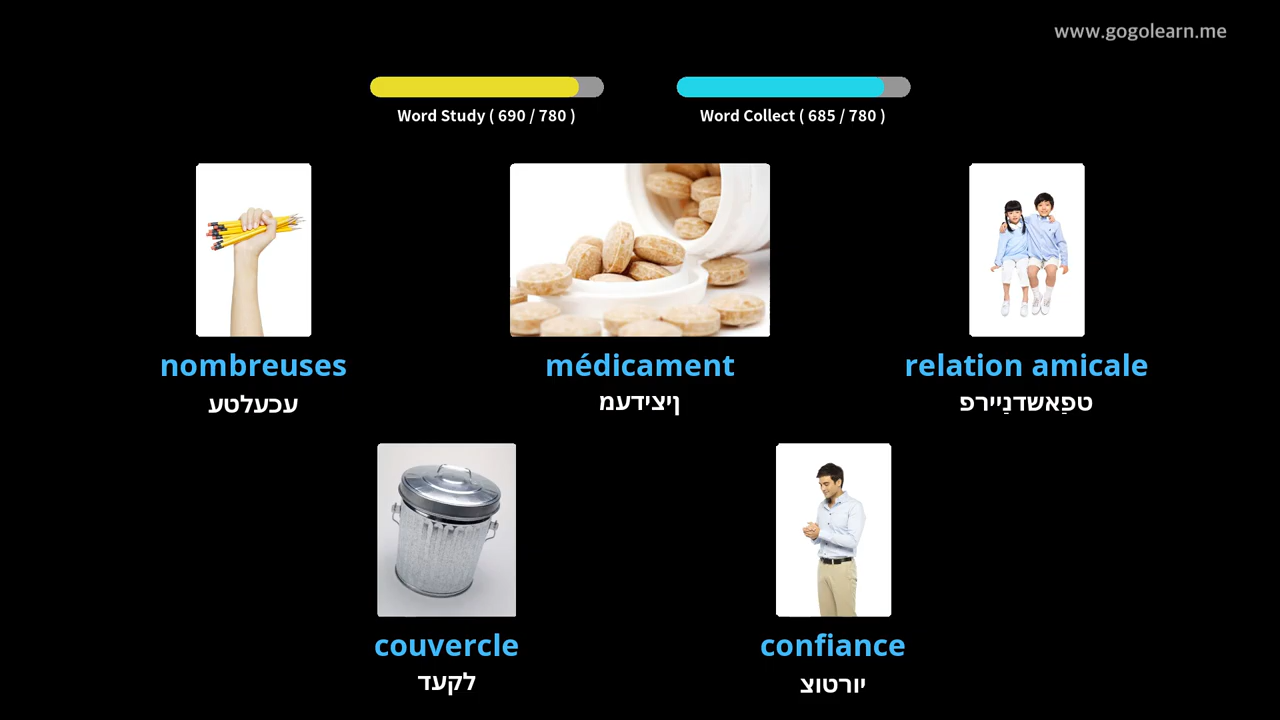 www.gogolearn.me
Word Study ( 690 / 780 )
Word Collect ( 685 / 780 )
nombreuses
médicament
relation amicale
עכעלטע
ןיצידעמ
טפַאשדנַיירפ
couvercle
confiance
לקעד
יורטוצ